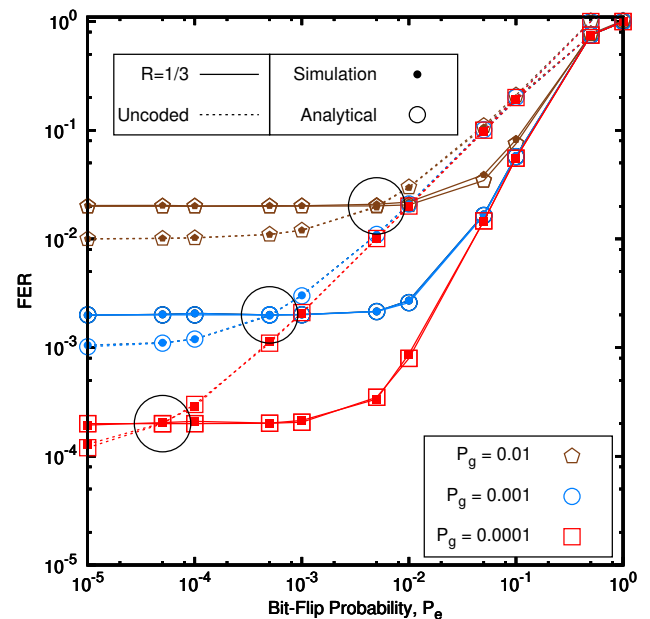 10^0
10^-1
10^-2
10^-3
10^-4
10^-5
FER
R=1/3
Uncoded
Simulation
Analytical
P_g = 0.01
P_g = 0.001
P_g = 0.0001
10^-5 10^-4 10^-3 10^-2 10^-1 10^0
Bit-Flip Probability, P_e